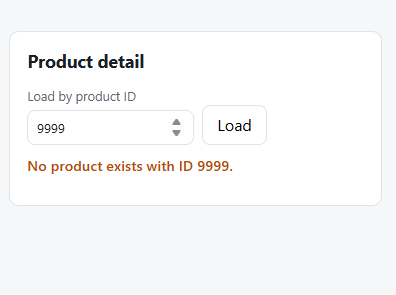 Product detail
Load by product ID
9999
Load
No product exists with ID 9999.